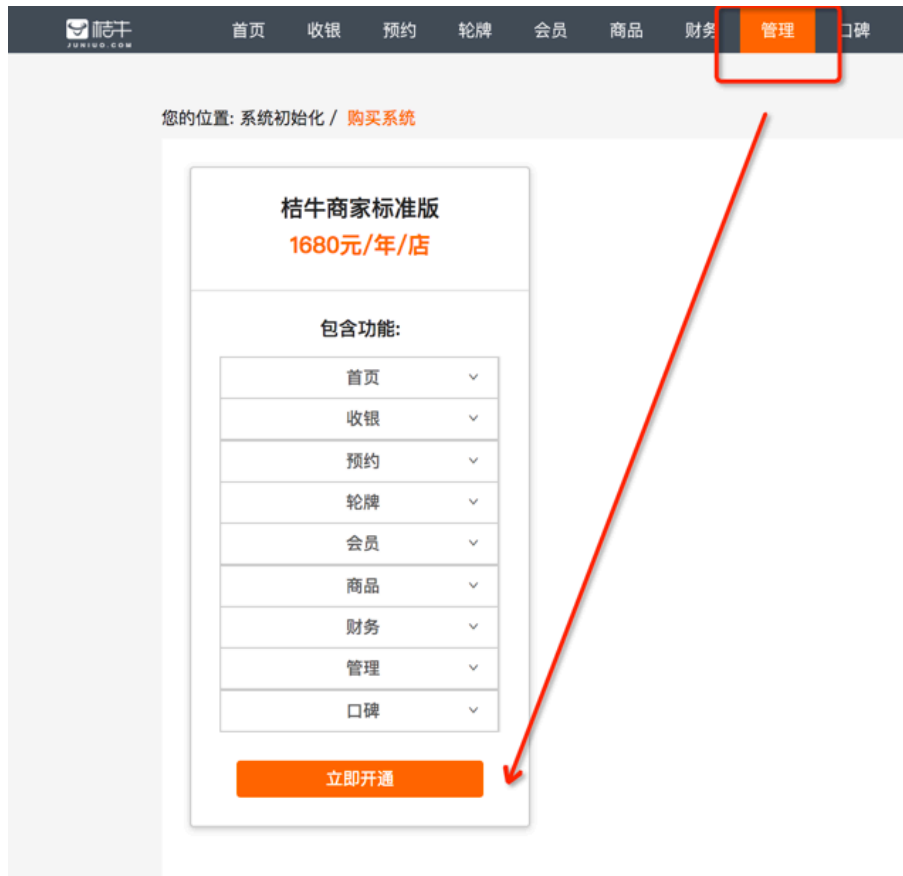 桔牛 首页 收银 预约 轮牌 会员 商品 财务 管理 口碑
JUNIUO.COM
您的位置: 系统初始化 / 购买系统
桔牛商家标准版
1680元/年/店
包含功能:
首页
收银
预约
轮牌
会员
商品
财务
管理
口碑
立即开通